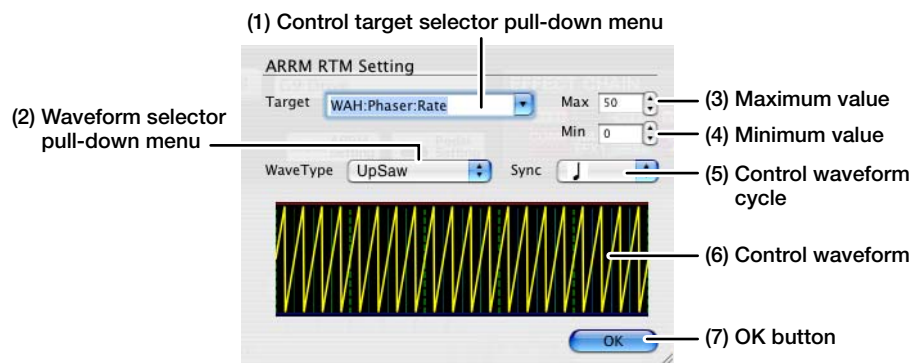 (1) Control target selector pull-down menu
ARRM RTM Setting
Target WAH:Phaser:Rate Max 50
(3) Maximum value
Min 0
(4) Minimum value
(2) Waveform selector
pull-down menu
WaveType UpSaw Sync
(5) Control waveform
cycle
(6) Control waveform
OK
(7) OK button